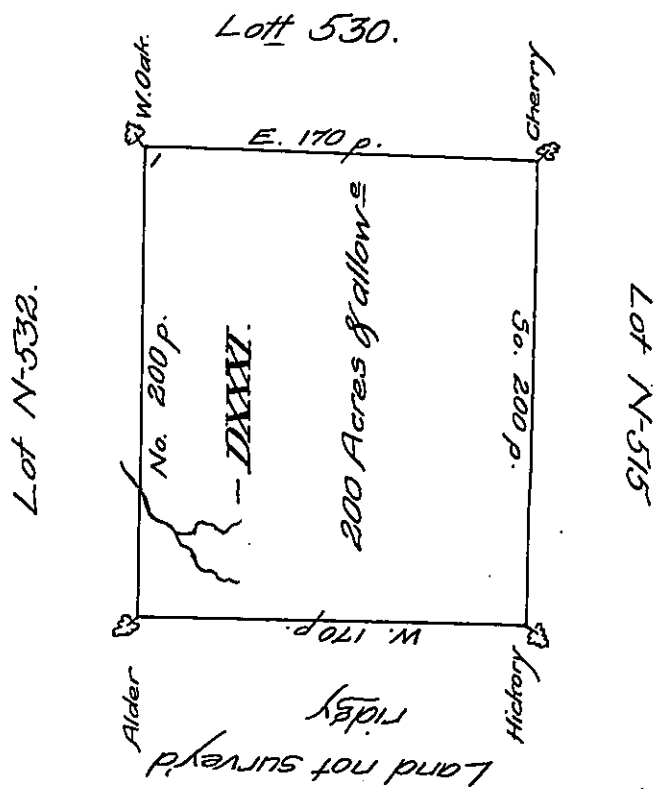 Lott 530.
W. Oak.
Cherry
E. 170 p.
Lot N-532.
No. 200 p.
- DXXXI.
200 Acres & allowe
So. 200 p.
Lot N-515
W. 170 p.
Alder
Hickory
ridgy
Land not survey'd